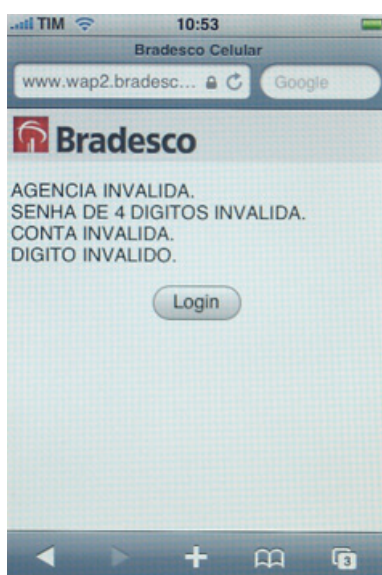 TIM 10:53
Bradesco Celular
www.wap2.bradesc... Google
Bradesco
AGENCIA INVALIDA.
SENHA DE 4 DIGITOS INVALIDA.
CONTA INVALIDA.
DIGITO INVALIDO.
Login
3